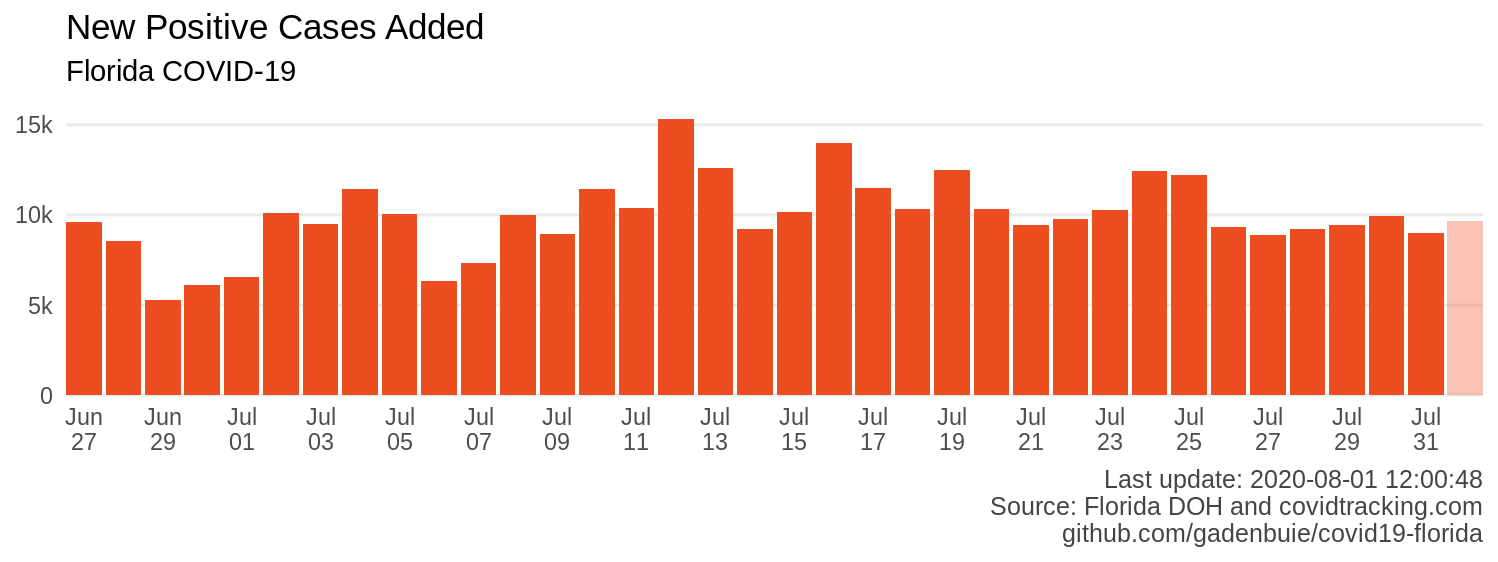 New Positive Cases Added
Florida COVID-19
15k
10k
5k
0
Jun Jun Jul Jul Jul Jul Jul Jul Jul Jul Jul Jul Jul Jul Jul Jul Jul Jul
27 29 01 03 05 07 09 11 13 15 17 19 21 23 25 27 29 31
Last update: 2020-08-01 12:00:48
Source: Florida DOH and covidtracking.com
github.com/gadenbuie/covid19-florida